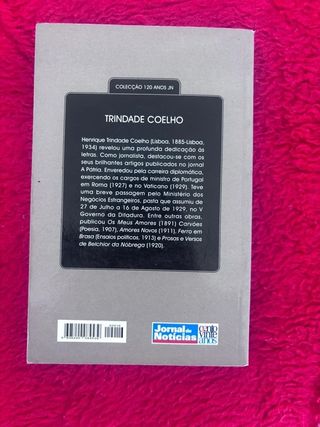 COLECÇÃO 120 ANOS JN
TRINDADE COELHO
Henrique Trindade Coelho (Lisboa, 1885-Lisboa,
1934) revelou uma profunda dedicação às
letras. Como jornalista, destacou-se com os
seus brilhantes artigos publicados no jornal
A Pátria. Enveredou pela carreira diplomática,
exercendo os cargos de ministro de Portugal
em Roma (1927) e no Vaticano (1929). Teve
uma breve passagem pelo Ministério dos
Negócios Estrangeiros, pasta que assumiu de
27 de Julho a 16 de Agosto de 1929, no V
Governo da Ditadura. Entre outras obras,
publicou Os Meus Amores (1891) Carvões
(Poesia, 1907), Amores Novos (1911), Ferro em
Brasa (Ensaios políticos, 1913) e Prosas e Versos
de Belchior da Nóbrega (1920).
Jornal de
Notícias
cento
vinte
anos